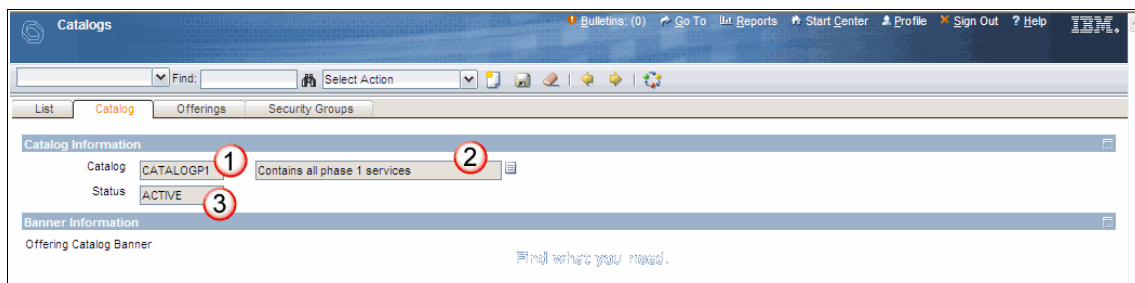 Catalogs
Bulletins: (0) Go To Reports Start Center Profile Sign Out ? Help IBM.
Find: Select Action
List Catalog Offerings Security Groups
Catalog Information
Catalog CATALOGP1 1 Contains all phase 1 services 2
Status ACTIVE 3
Banner Information
Offering Catalog Banner
Find what you need.